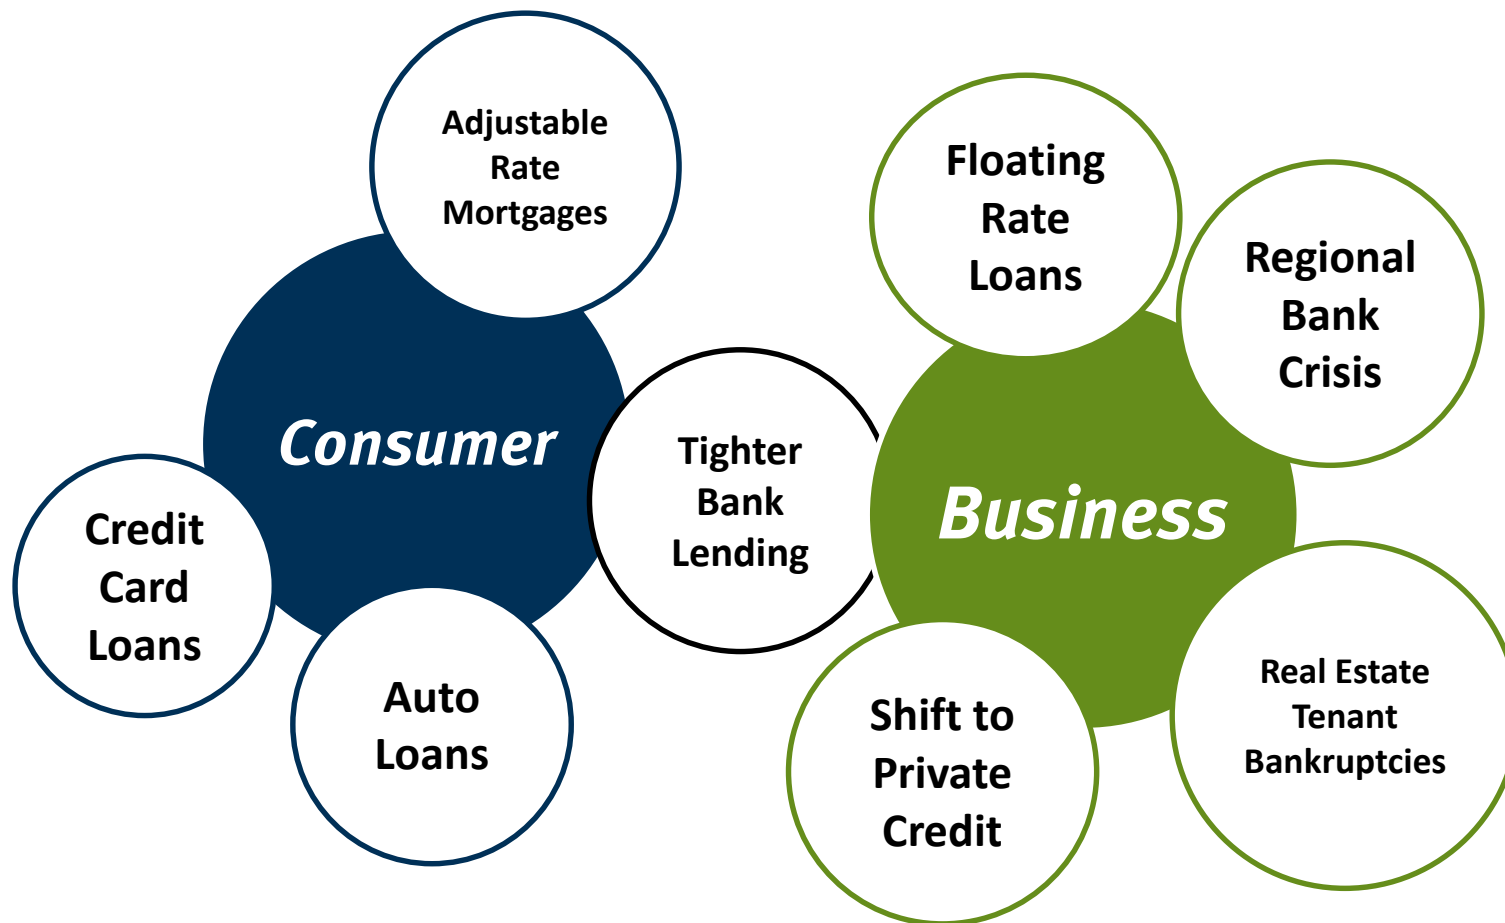 Adjustable
Rate
Mortgages
Consumer
Credit
Card
Loans
Auto
Loans
Tighter
Bank
Lending
Floating
Rate
Loans
Regional
Bank
Crisis
Business
Shift to
Private
Credit
Real Estate
Tenant
Bankruptcies